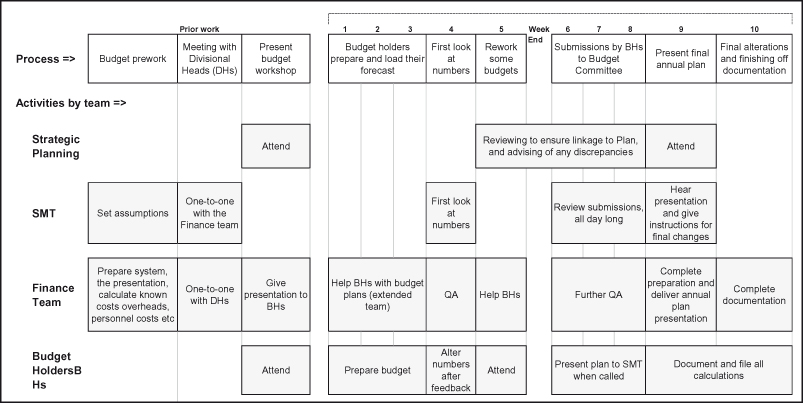 Prior work
1 2 3 4 5 Week End 6 7 8 9 10
Process =>
Budget prework
Meeting with
Divisional
Heads (DHs)
Present
budget
workshop
Budget holders
prepare and load their
forecast
First look
at
numbers
Rework
some
budgets
Submissions by BHs
to Budget
Committee
Present final
annual plan
Final alterations
and finishing off
documentation
Activities by team =>
Strategic
Planning
Attend
Reviewing to ensure linkage to Plan,
and advising of any discrepancies
Attend
SMT
Set assumptions
One-to-one
with the
Finance team
First look
at
numbers
Review submissions,
all day long
Hear
presentation
and give
instructions for
final changes
Finance
Team
Prepare system,
the presentation,
calculate known
costs overheads,
personnel costs etc
One-to-one
with DHs
Give
presentation to
BHs
Help BHs with budget
plans (extended
team)
QA
Help BHs
Further QA
Complete
preparation and
deliver annual
plan
presentation
Complete
documentation
Budget
HoldersB
Hs
Attend
Prepare budget
Alter
numbers
after
feedback
Attend
Present plan to SMT
when called
Document and file all
calculations